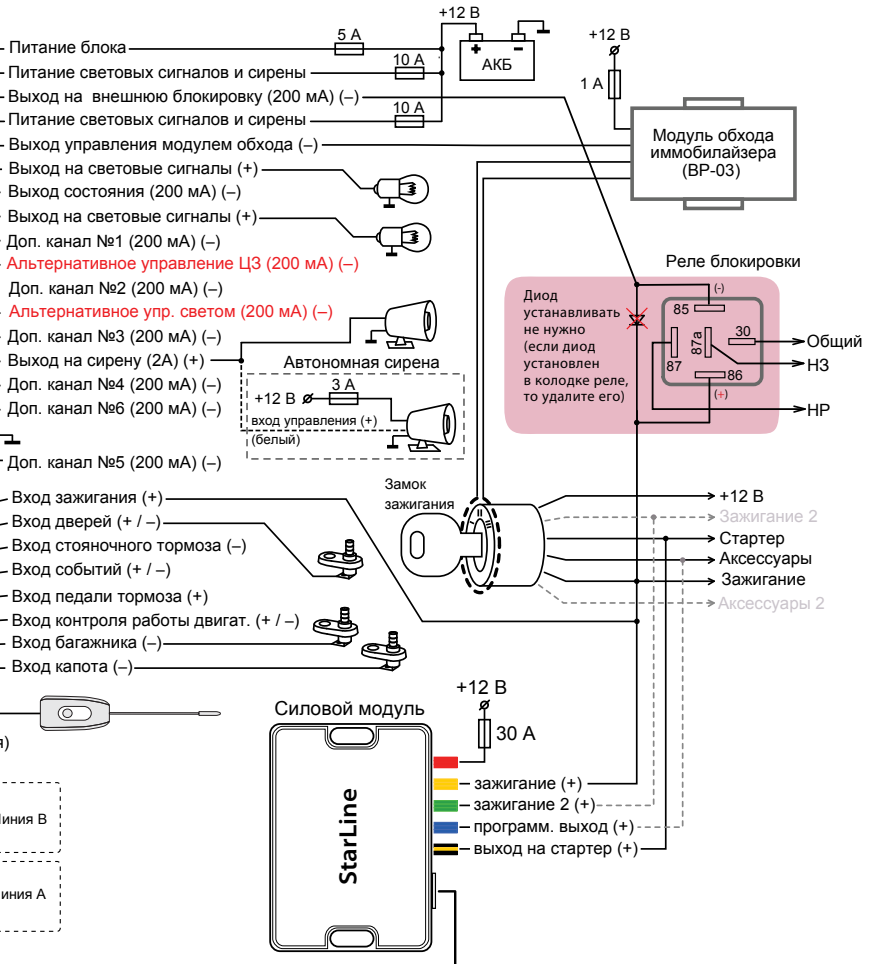 +12 В
Питание блока
5 А
Питание световых сигналов и сирены
10 А
АКБ
+12 В
1 А
Выход на внешнюю блокировку (200 мА) (–)
Питание световых сигналов и сирены
10 А
Выход управления модулем обхода (–)
Модуль обхода
иммобилайзера
(BP-03)
Выход на световые сигналы (+)
Выход состояния (200 мА) (–)
Выход на световые сигналы (+)
Доп. канал №1 (200 мА) (–)
Альтернативное управление ЦЗ (200 мА) (–)
Доп. канал №2 (200 мА) (–)
Альтернативное упр. светом (200 мА) (–)
Доп. канал №3 (200 мА) (–)
Выход на сирену (2А) (+)
Доп. канал №4 (200 мА) (–)
Доп. канал №6 (200 мА) (–)
Доп. канал №5 (200 мА) (–)
Автономная сирена
+12 В
3 А
вход управления (+)
(белый)
Реле блокировки
Диод
устанавливать
не нужно
(если диод
установлен
в колодке реле,
то удалите его)
(-)
85
30
87a
87
86
(+)
Общий
НЗ
НР
Вход зажигания (+)
Вход дверей (+ / –)
Вход стояночного тормоза (–)
Вход событий (+ / –)
Вход педали тормоза (+)
Вход контроля работы двигат. (+ / –)
Вход багажника (–)
Вход капота (–)
Замок
зажигания
+12 В
Зажигание 2
Стартер
Аксессуары
Зажигание
Аксессуары 2
Силовой модуль
+12 В
30 А
StarLine
зажигание (+)
зажигание 2 (+)
программ. выход (+)
выход на стартер (+)
я)
Линия В
иния А